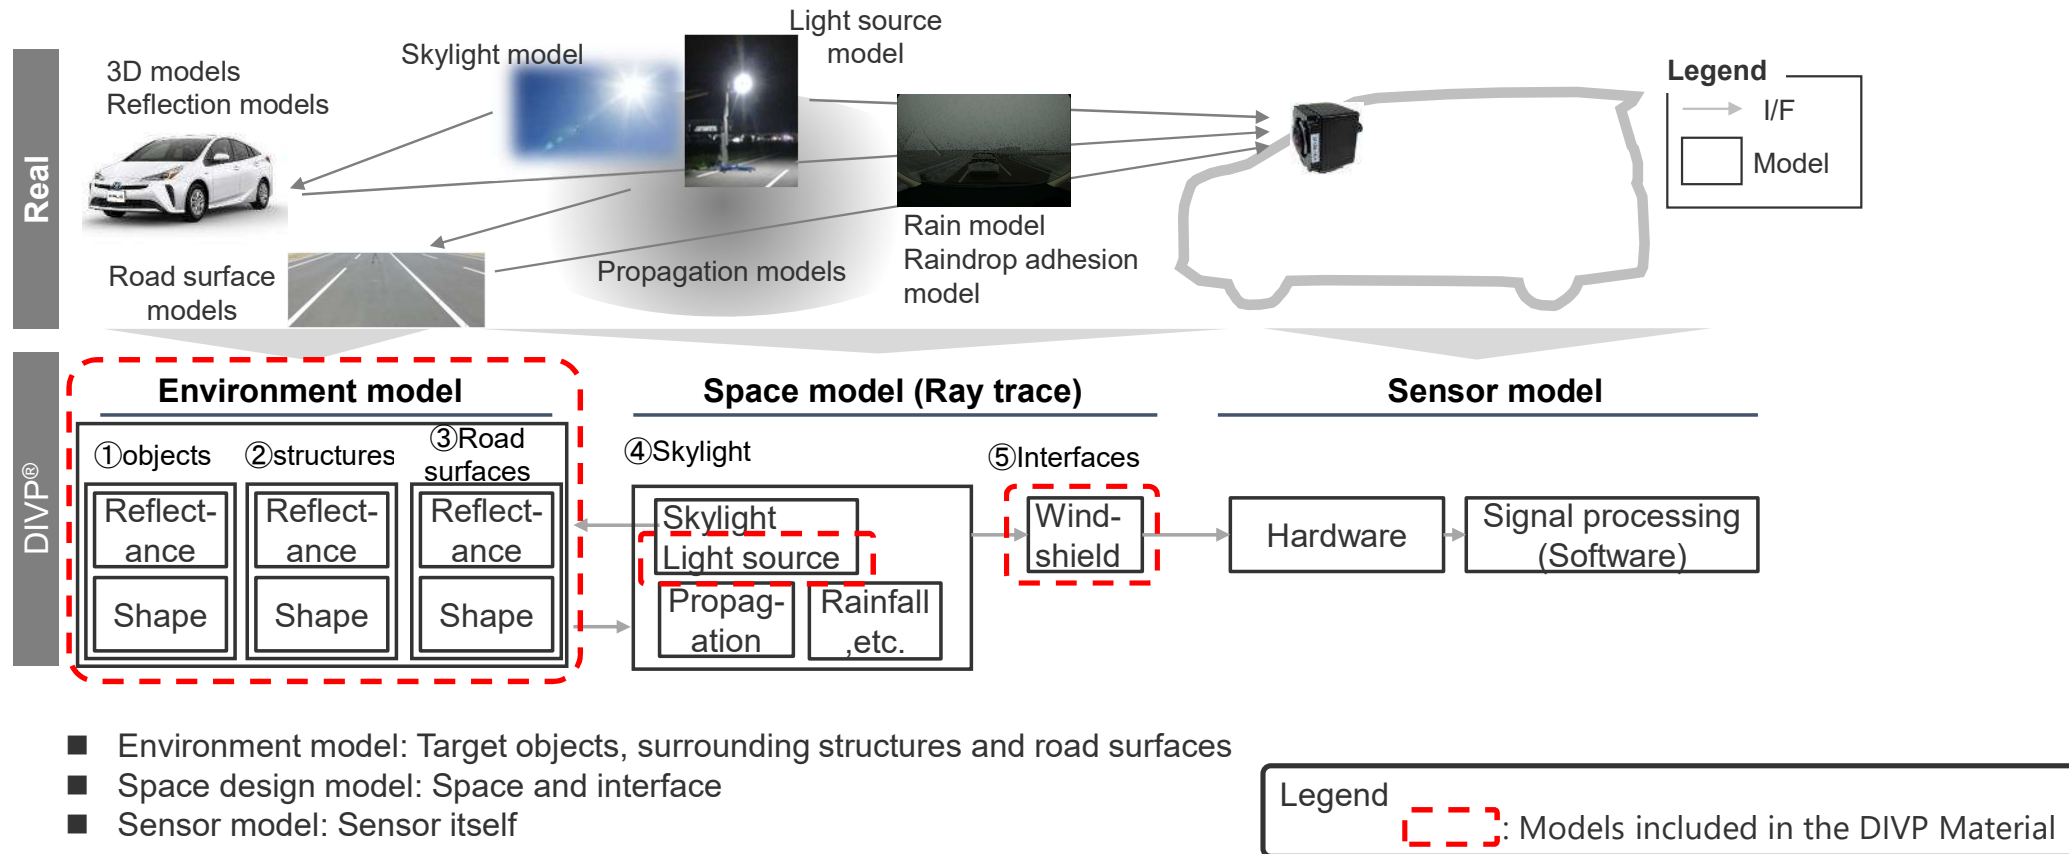 Light source
model
Skylight model
3D models
Reflection models
Legend
I/F
Model
Real
Rain model
Raindrop adhesion
model
Propagation models
Road surface
models
DIVP®
Environment model
Space model (Ray trace)
Sensor model
①objects
②structures
③Road
surfaces
④Skylight
⑤Interfaces
Reflect-
ance
Reflect-
ance
Reflect-
ance
Shape
Shape
Shape
Skylight
Light source
Propag-
ation
Rainfall
,etc.
Wind-
shield
Hardware
Signal processing
(Software)
■ Environment model: Target objects, surrounding structures and road surfaces
■ Space design model: Space and interface
■ Sensor model: Sensor itself
Legend
: Models included in the DIVP Material